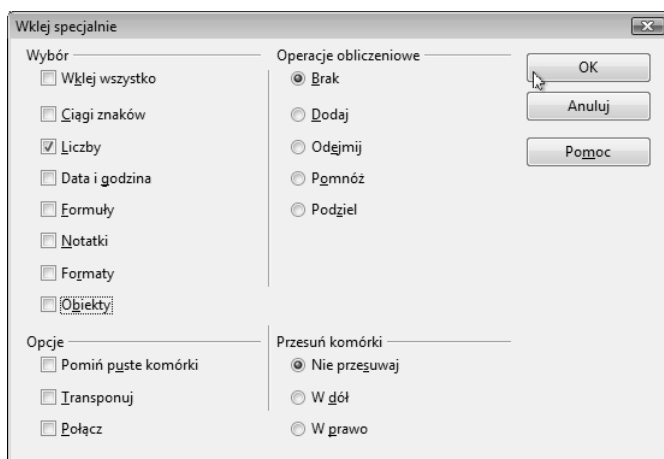 Wklej specjalnie
Wybór
Wklej wszystko
Ciągi znaków
Liczby
Data i godzina
Formuły
Notatki
Formaty
Obiekty
Operacje obliczeniowe
Brak
Dodaj
Odejmij
Pomnóż
Podziel
OK
Anuluj
Pomoc
Opcje
Pomiń puste komórki
Transponuj
Połącz
Przesuń komórki
Nie przesuwaj
W dół
W prawo